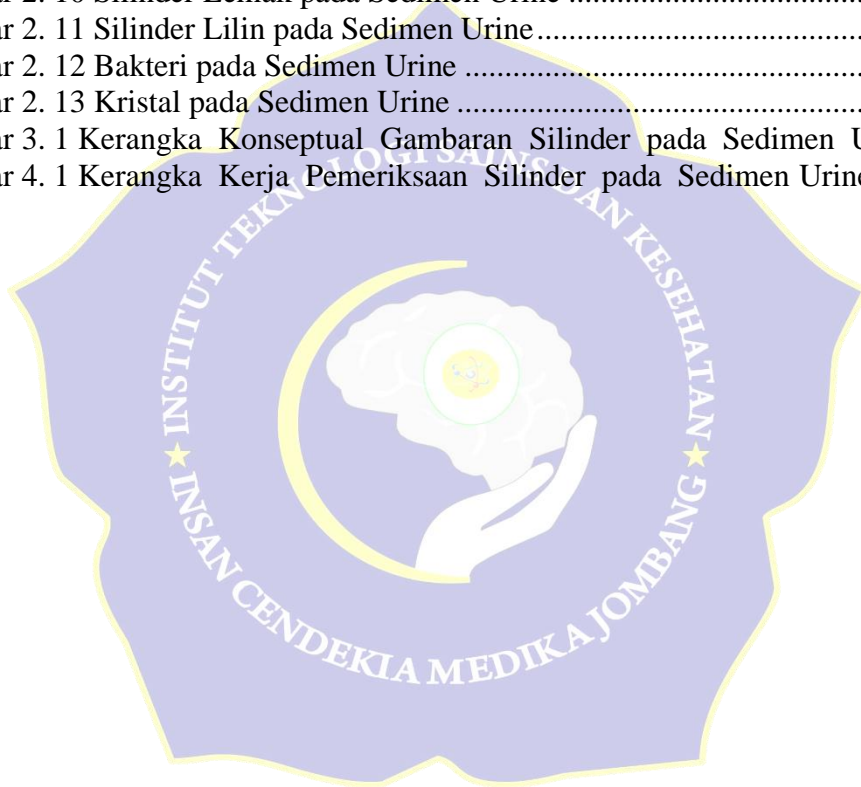 ar 2. 10 Silinder Lemak pada Sedimen Urine ...........................................
ar 2. 11 Silinder Lilin pada Sedimen Urine...............................................
ar 2. 12 Bakteri pada Sedimen Urine .......................................................
ar 2. 13 Kristal pada Sedimen Urine ........................................................
ar 3. 1 Kerangka Konseptual Gambaran Silinder pada Sedimen U
ar 4. 1 Kerangka Kerja Pemeriksaan Silinder pada Sedimen Urine
INSTITUT TEKNOLOGI SAINS DAN KESEHATAN
INSAN CENDEKIA MEDIKA JOMBANG